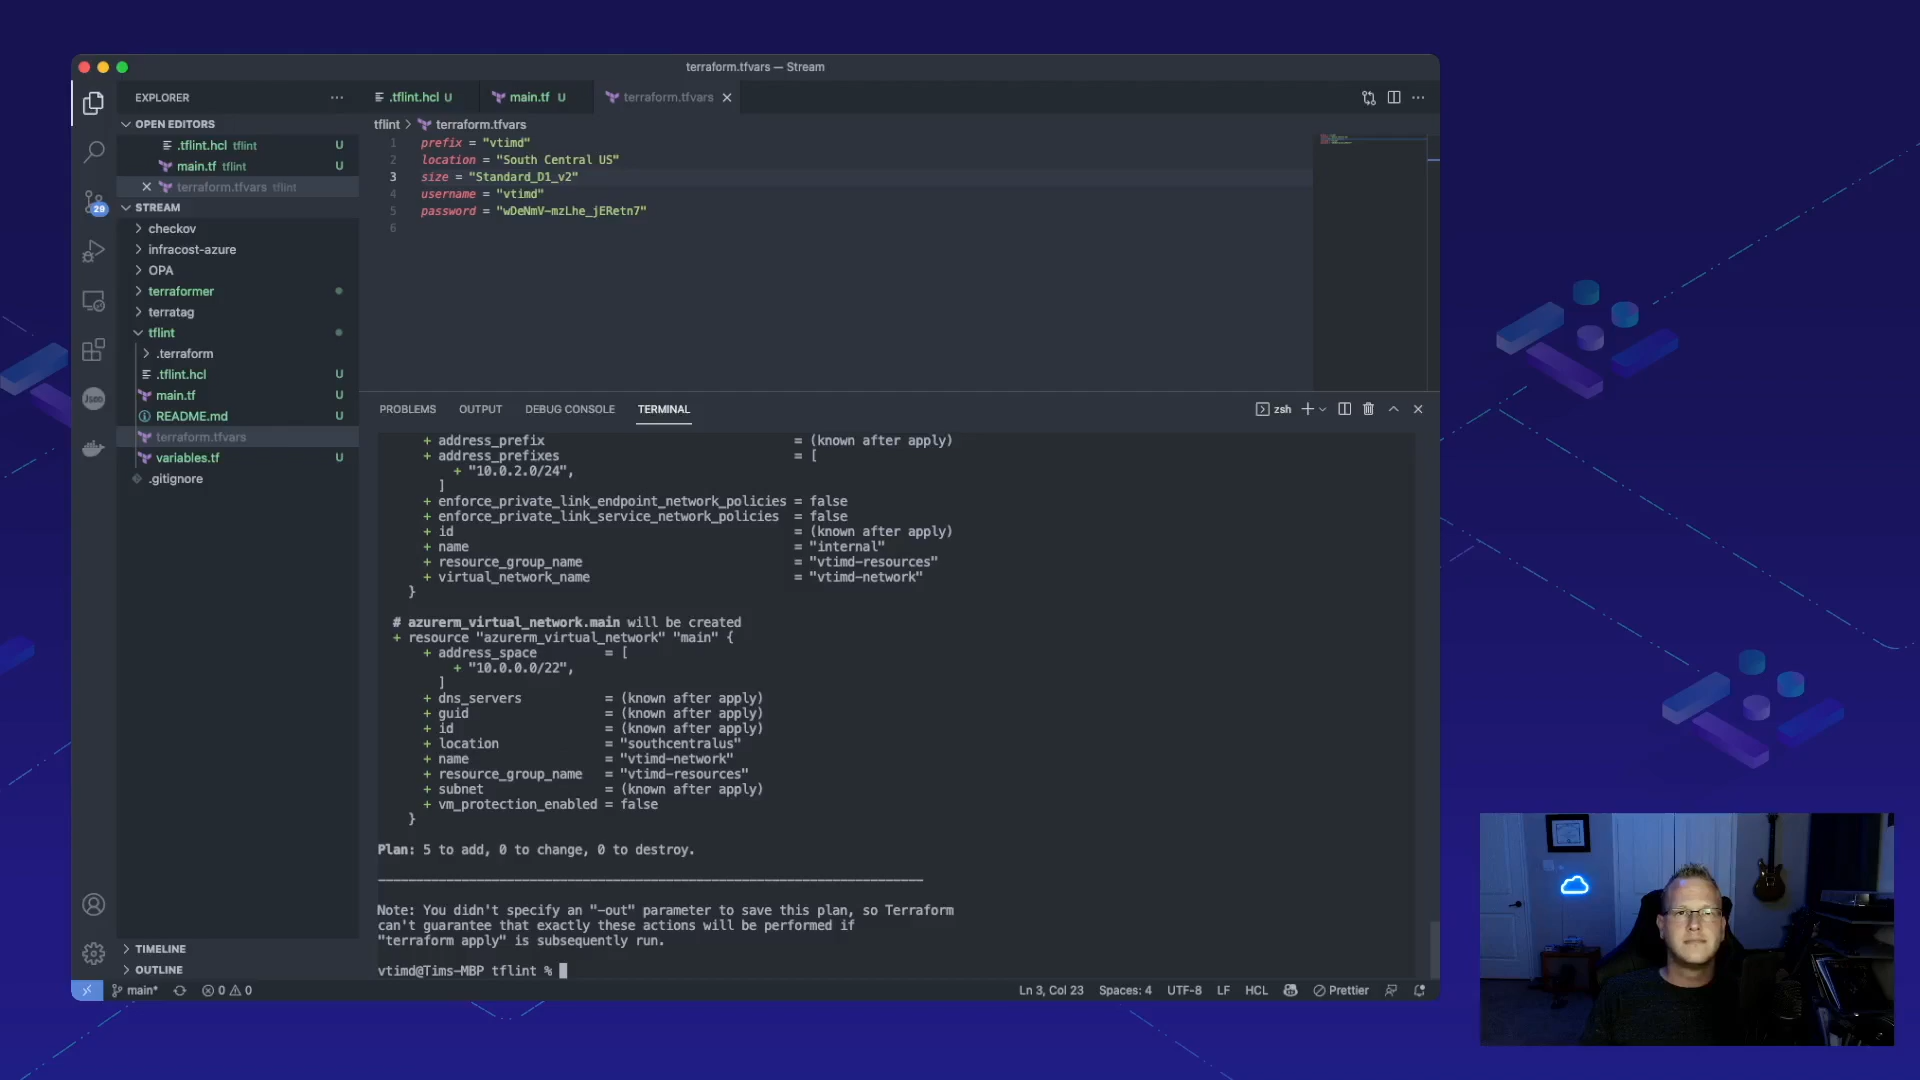 terraform.tfvars — Stream
EXPLORER
.tflint.hcl U
main.tf U
terraform.tfvars
OPEN EDITORS
.tflint.hcl tflint U
main.tf tflint U
terraform.tfvars tflint
STREAM
checkov
infracost-azure
OPA
terraformer
terratag
tflint
.terraform
.tflint.hcl U
main.tf U
README.md U
terraform.tfvars
variables.tf U
.gitignore
29
TIMELINE
OUTLINE
tflint > terraform.tfvars
1 prefix = "vtimd"
2 location = "South Central US"
3 size = "Standard_D1_v2"
4 username = "vtimd"
5 password = "wDeNmV-mzLhe_jERetn7"
6
PROBLEMS OUTPUT DEBUG CONSOLE TERMINAL
zsh
+ address_prefix = (known after apply)
+ address_prefixes = [
+ "10.0.2.0/24",
]
+ enforce_private_link_endpoint_network_policies = false
+ enforce_private_link_service_network_policies = false
+ id = (known after apply)
+ name = "internal"
+ resource_group_name = "vtimd-resources"
+ virtual_network_name = "vtimd-network"
}
# azurerm_virtual_network.main will be created
+ resource "azurerm_virtual_network" "main" {
+ address_space = [
+ "10.0.0.0/22",
]
+ dns_servers = (known after apply)
+ guid = (known after apply)
+ id = (known after apply)
+ location = "southcentralus"
+ name = "vtimd-network"
+ resource_group_name = "vtimd-resources"
+ subnet = (known after apply)
+ vm_protection_enabled = false
}
Plan: 5 to add, 0 to change, 0 to destroy.
Note: You didn't specify an "-out" parameter to save this plan, so Terraform
can't guarantee that exactly these actions will be performed if
"terraform apply" is subsequently run.
vtimd@Tims-MBP tflint %
main* 0 0
Ln 3, Col 23 Spaces: 4 UTF-8 LF HCL Prettier